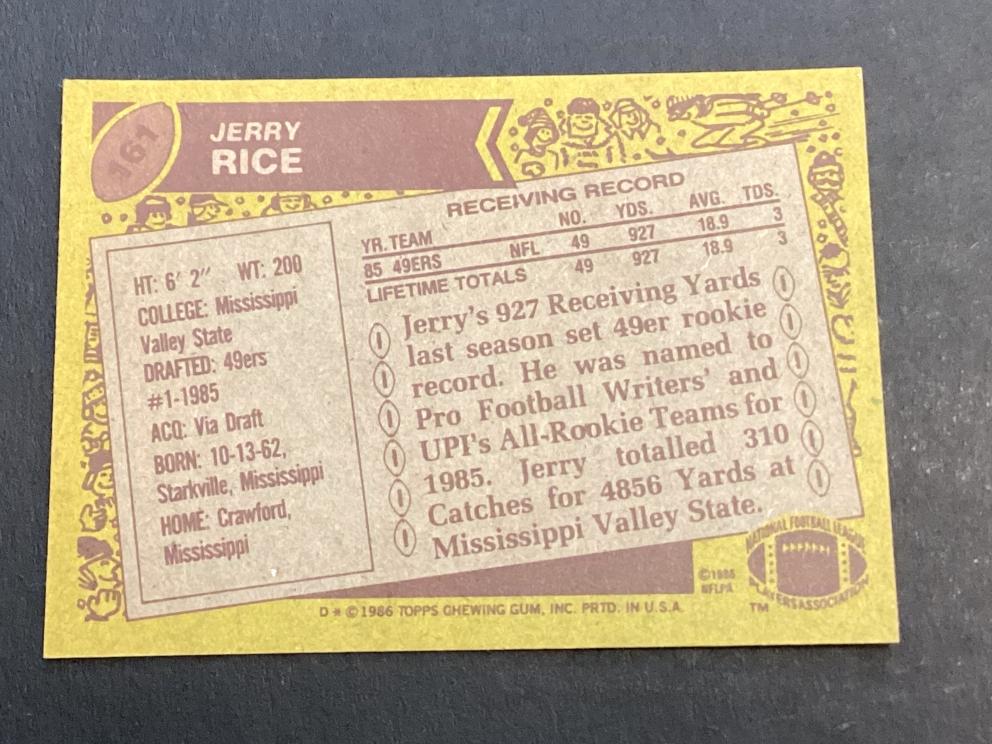 161
JERRY
RICE
HT: 6' 2" WT: 200
COLLEGE: Mississippi
Valley State
DRAFTED: 49ers
#1-1985
ACQ: Via Draft
BORN: 10-13-62,
Starkville, Mississippi
HOME: Crawford,
Mississippi
RECEIVING RECORD
YR. TEAM NO. YDS. AVG. TDS.
85 49ERS NFL 49 927 18.9 3
LIFETIME TOTALS 49 927 18.9 3
Jerry's 927 Receiving Yards
last season set 49er rookie
record. He was named to
Pro Football Writers' and
UPI's All-Rookie Teams for
1985. Jerry totalled 310
Catches for 4856 Yards at
Mississippi Valley State.
©1985
NFLPA
NATIONAL FOOTBALL LEAGUE
PLAYERS ASSOCIATION
TM
D * © 1986 TOPPS CHEWING GUM, INC. PRTD. IN U.S.A.